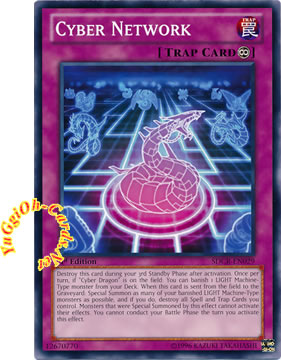 CYBER NETWORK
TRAP
[TRAP CARD]
YuGgiOh-Cards.Net
1st Edition
SDCR-EN029
Destroy this card during your 3rd Standby Phase after activation. Once per
turn, if "Cyber Dragon" is on the field: You can banish 1 LIGHT Machine-
Type monster from your Deck. When this card is sent from the field to the
Graveyard: Special Summon as many of your banished LIGHT Machine-Type
monsters as possible, and if you do, destroy all Spell and Trap Cards you
control. Monsters that were Special Summoned by this effect cannot activate
their effects. You cannot conduct your Battle Phase the turn you activate
this effect.
12670770
©1996 KAZUKI TAKAHASHI